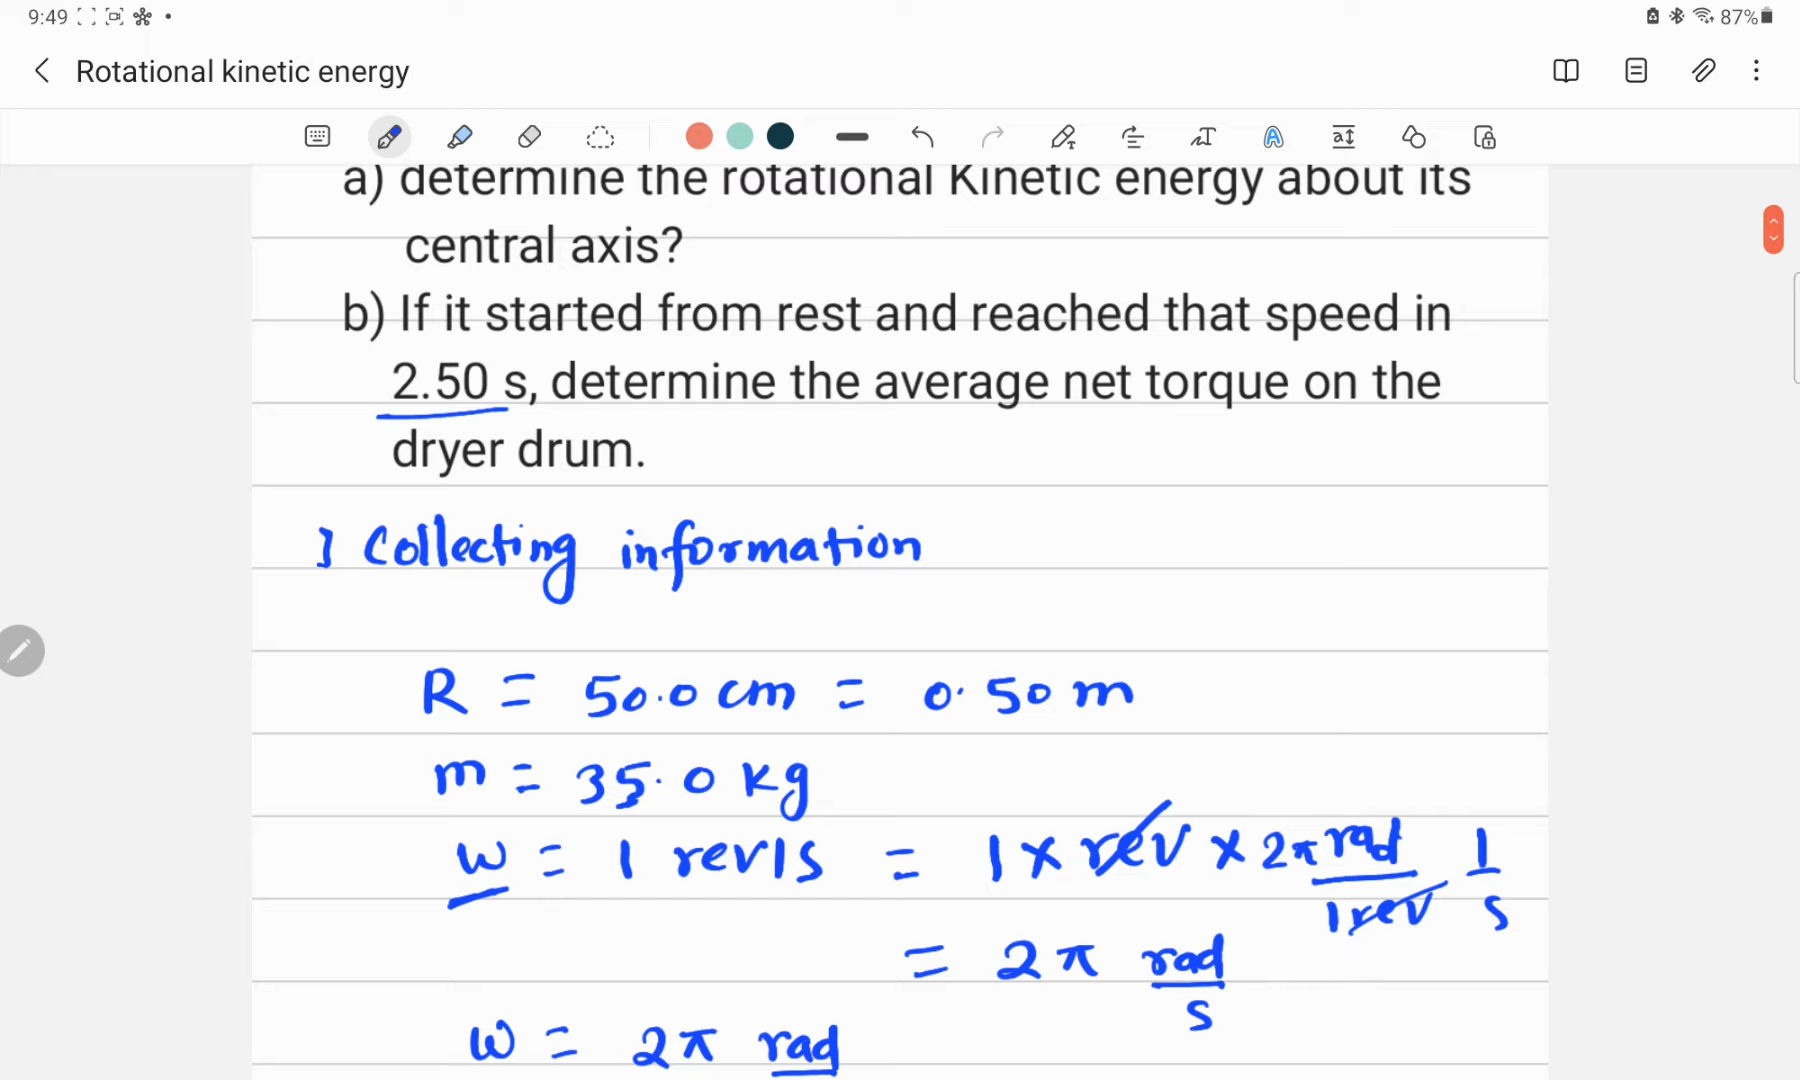 9:49
87%
Rotational kinetic energy
a) determine the rotational Kinetic energy about its
central axis?
b) If it started from rest and reached that speed in
2.50 s, determine the average net torque on the
dryer drum.
] Collecting information
R = 50.0 cm = 0.50 m
m = 35.0 kg
w = 1 rev/s = 1 x rev x 2π rad/1rev 1/s
= 2π rad/s
w = 2π rad